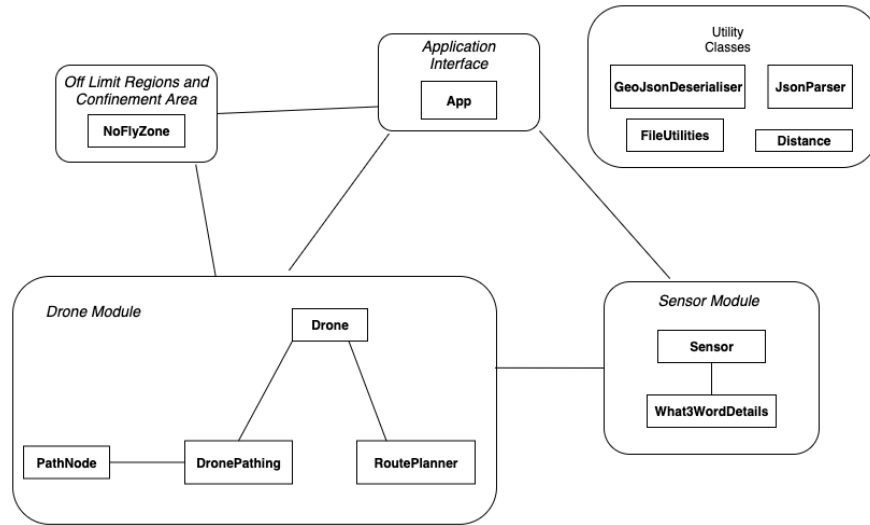 Off Limit Regions and
Confinement Area
NoFlyZone
Application
Interface
App
Utility
Classes
GeoJsonDeserialiser
JsonParser
FileUtilities
Distance
Drone Module
Drone
PathNode
DronePathing
RoutePlanner
Sensor Module
Sensor
What3WordDetails